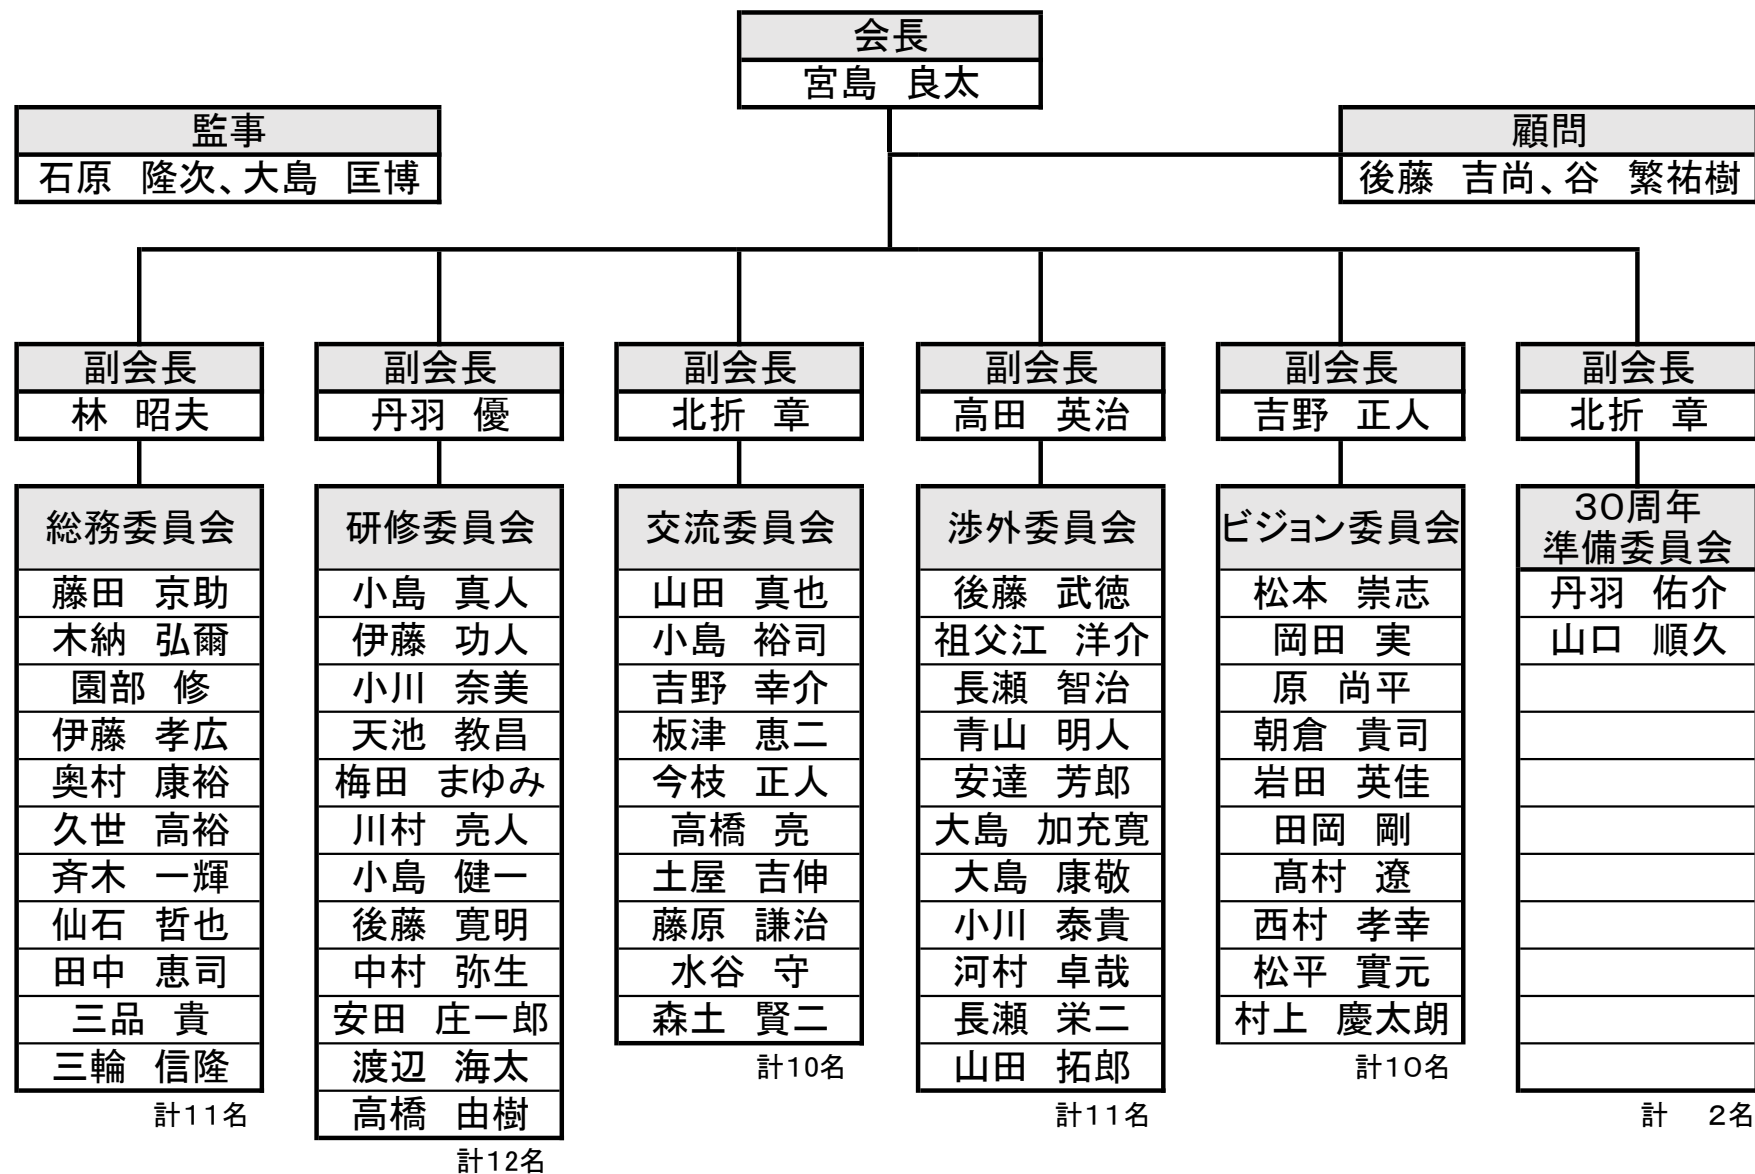 会長
宮島 良太
監事
石原 隆次、大島 匡博
顧問
後藤 吉尚、谷 繁祐樹
副会長
林 昭夫
総務委員会
藤田 京助
木納 弘爾
園部 修
伊藤 孝広
奥村 康裕
久世 高裕
斉木 一輝
仙石 哲也
田中 恵司
三品 貴
三輪 信隆
計11名
副会長
丹羽 優
研修委員会
小島 真人
伊藤 功人
小川 奈美
天池 教昌
梅田 まゆみ
川村 亮人
小島 健一
後藤 寛明
中村 弥生
安田 庄一郎
渡辺 海太
高橋 由樹
計12名
副会長
北折 章
交流委員会
山田 真也
小島 裕司
吉野 幸介
板津 恵二
今枝 正人
高橋 亮
土屋 吉伸
藤原 謙治
水谷 守
森土 賢二
計10名
副会長
高田 英治
渉外委員会
後藤 武徳
祖父江 洋介
長瀬 智治
青山 明人
安達 芳郎
大島 加充寛
大島 康敬
小川 泰貴
河村 卓哉
長瀬 栄二
山田 拓郎
計11名
副会長
吉野 正人
ビジョン委員会
松本 崇志
岡田 実
原 尚平
朝倉 貴司
岩田 英佳
田岡 剛
髙村 遼
西村 孝幸
松平 實元
村上 慶太朗
計10名
副会長
北折 章
30周年
準備委員会
丹羽 佑介
山口 順久
計 2名